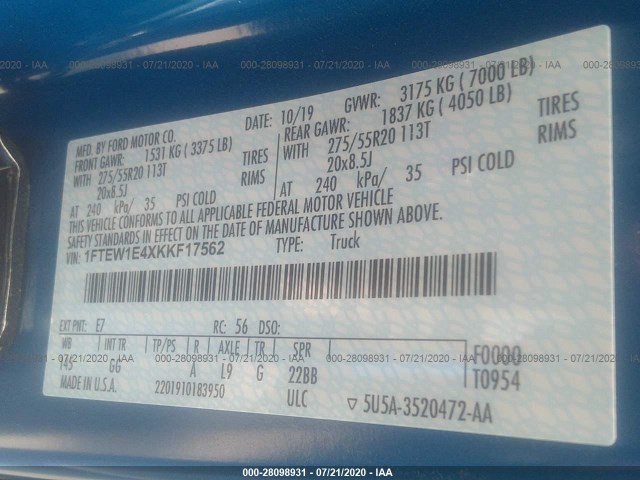 000-28098931 - 07/21/2020 - IAA
MFD. BY FORD MOTOR CO.
DATE: 10/19
GVWR: 3175 KG ( 7000 LB)
FRONT GAWR: 1531 KG ( 3375 LB)
REAR GAWR: 1837 KG ( 4050 LB)
WITH 275/55R20 113T TIRES
WITH 275/55R20 113T TIRES
20x8.5J RIMS
20x8.5J RIMS
AT 240 kPa/ 35 PSI COLD
AT 240 kPa/ 35 PSI COLD
THIS VEHICLE CONFORMS TO ALL APPLICABLE FEDERAL MOTOR VEHICLE
SAFETY STANDARDS IN EFFECT ON THE DATE OF MANUFACTURE SHOWN ABOVE.
VIN: 1FTEW1E4XKKF17562
TYPE: Truck
EXT PNT: E7 RC: 56 DSO:
WB INT TR TP/PS R AXLE TR SPR
145 GG A L9 G 22BB
F0000
T0954
MADE IN U.S.A. 2201910183950 ULC
5U5A-3520472-AA
000-28098931 - 07/21/2020 - IAA